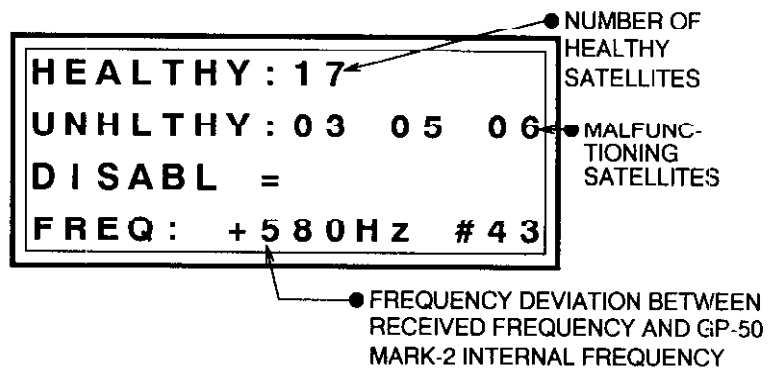 NUMBER OF
HEALTHY
SATELLITES
HEALTHY:17
UNHLTHY:03 05 06
MALFUNC-
TIONING
SATELLITES
DISABL =
FREQ: +580Hz #43
FREQUENCY DEVIATION BETWEEN
RECEIVED FREQUENCY AND GP-50
MARK-2 INTERNAL FREQUENCY